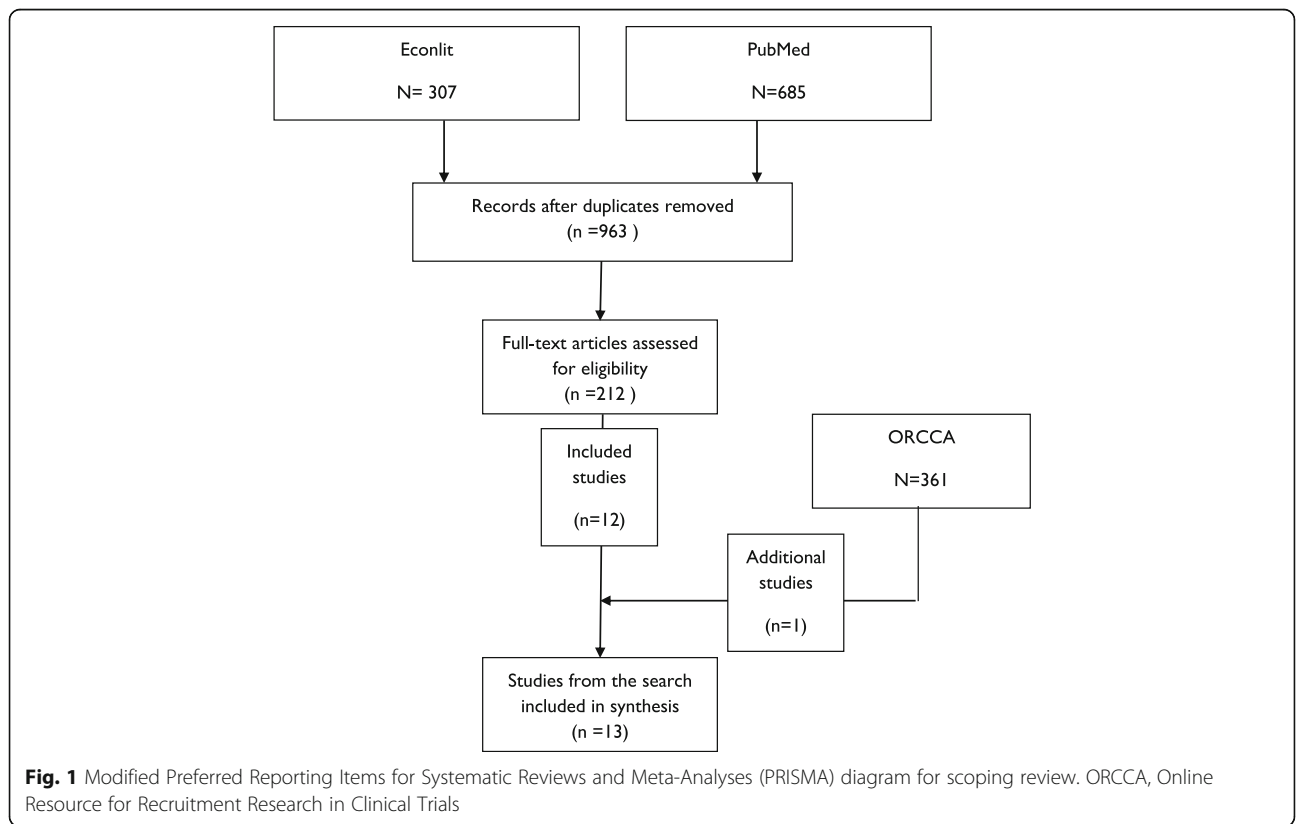 Econlit
N= 307
PubMed
N=685
Records after duplicates removed
(n =963 )
Full-text articles assessed
for eligibility
(n =212 )
Included
studies
(n=12)
ORCCA
N=361
Additional
studies
(n=1)
Studies from the search
included in synthesis
(n =13)
Fig. 1 Modified Preferred Reporting Items for Systematic Reviews and Meta-Analyses (PRISMA) diagram for scoping review. ORCCA, Online
Resource for Recruitment Research in Clinical Trials